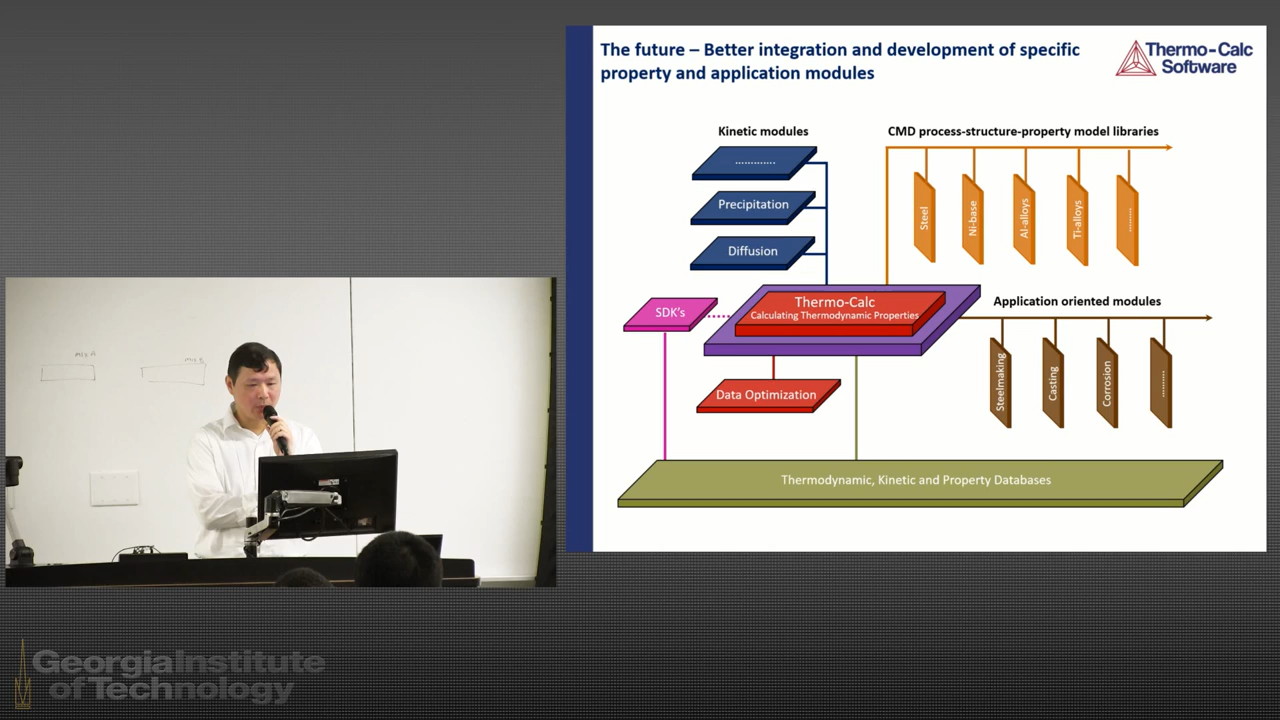 The future – Better integration and development of specific
property and application modules
Thermo-Calc
Software
Kinetic modules
CMD process-structure-property model libraries
.............
Precipitation
Diffusion
Steel
Ni-base
Al-alloys
Ti-alloys
.........
SDK's
Thermo-Calc
Calculating Thermodynamic Properties
Application oriented modules
Steelmaking
Casting
Corrosion
..........
Data Optimization
Thermodynamic, Kinetic and Property Databases
Georgia Institute
of Technology